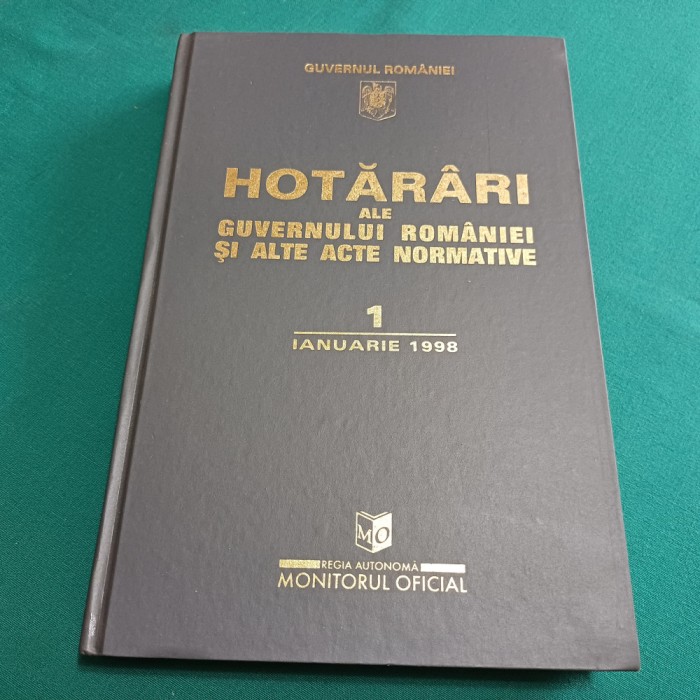 GUVERNUL ROMÂNIEI
HOTĂRÂRI
ALE
GUVERNULUI ROMÂNIEI
ŞI ALTE ACTE NORMATIVE
1
IANUARIE 1998
MO
REGIA AUTONOMĂ
MONITORUL OFICIAL